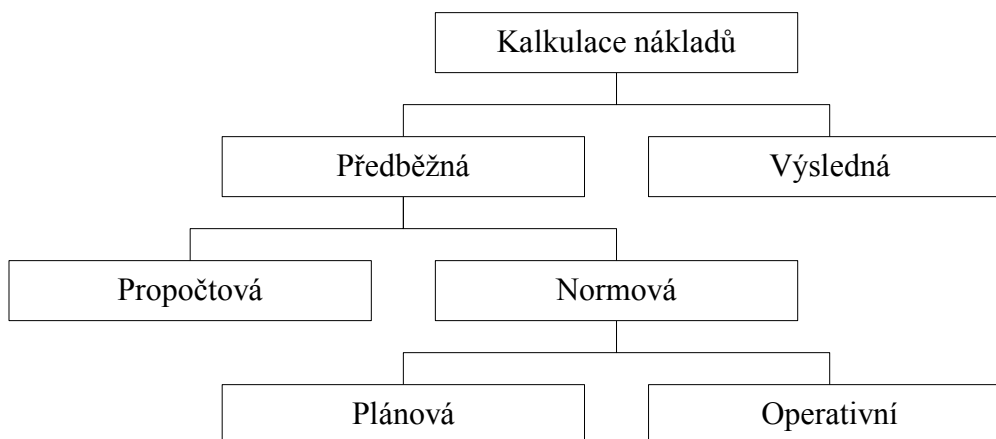 Kalkulace nákladů
Předběžná
Výsledná
Propočtová
Normová
Plánová
Operativní